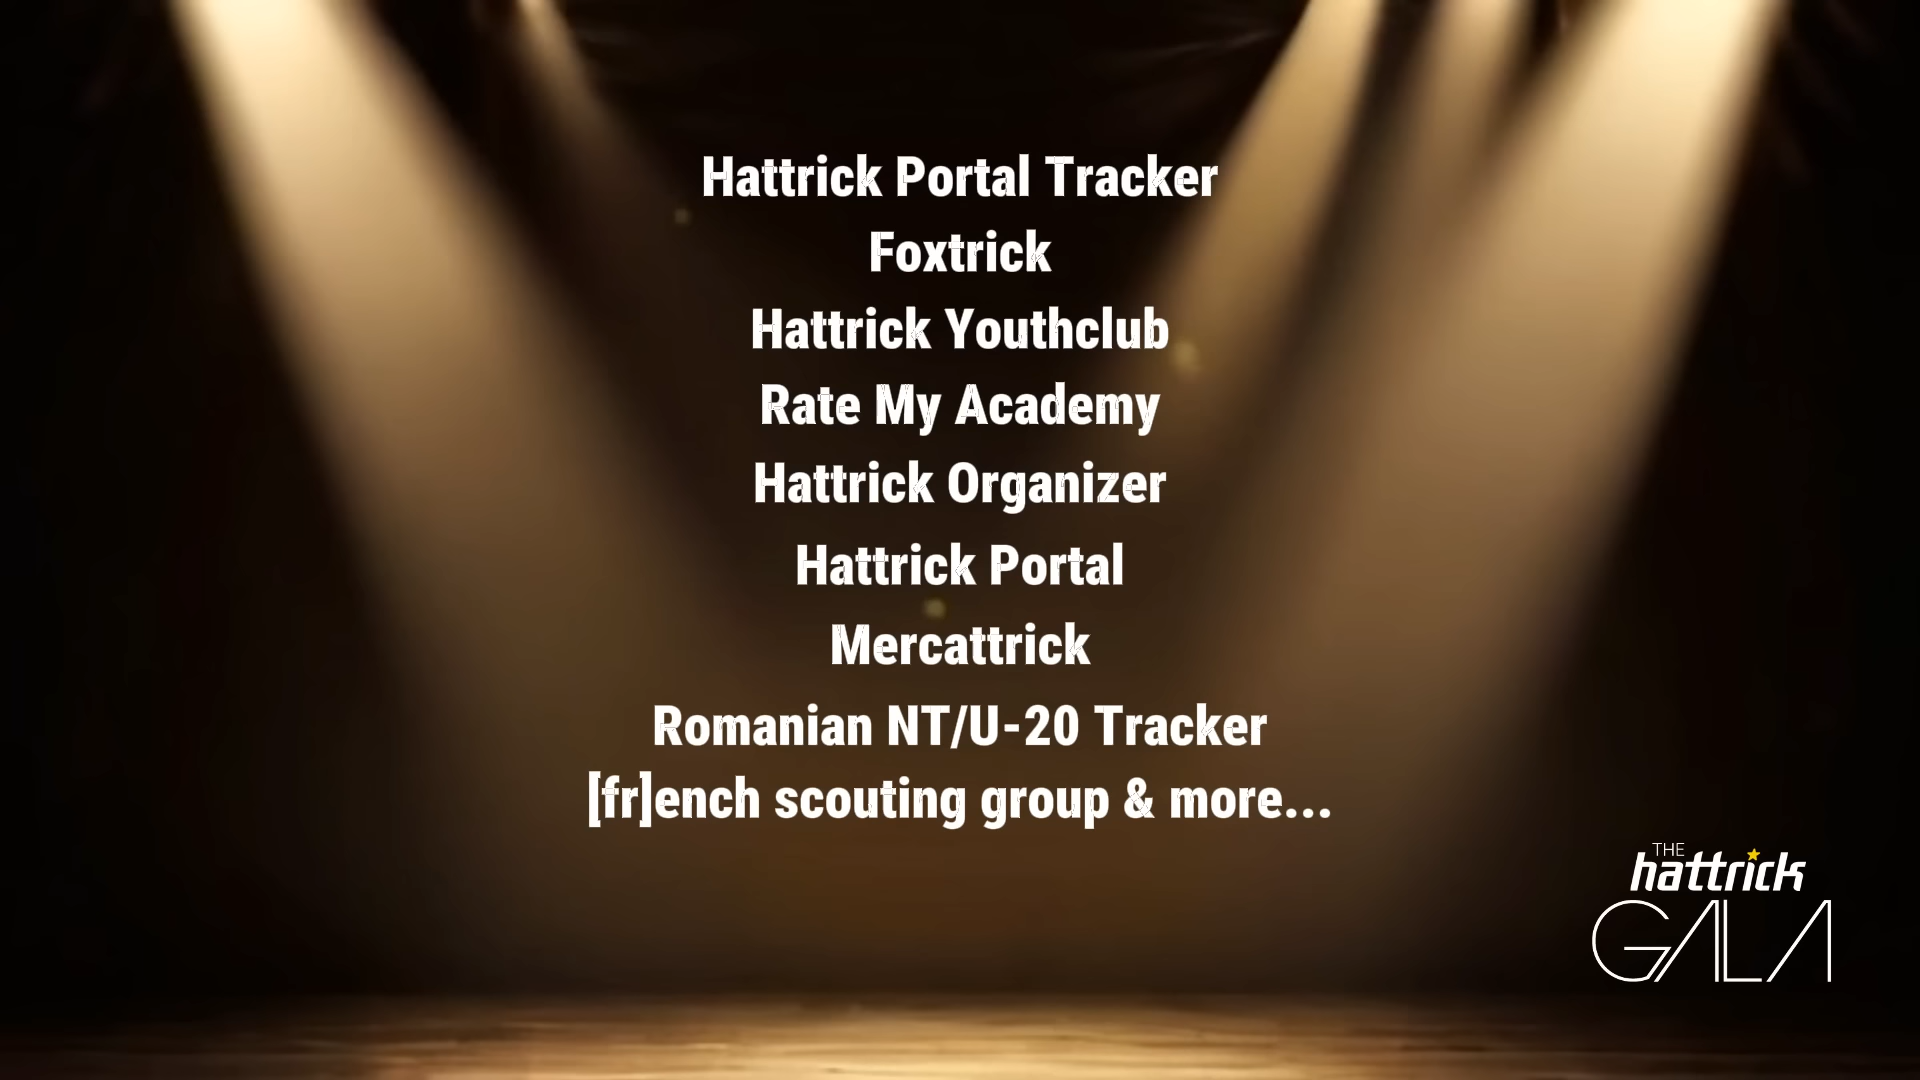 Hattrick Portal Tracker
Foxtrick
Hattrick Youthclub
Rate My Academy
Hattrick Organizer
Hattrick Portal
Mercattrick
Romanian NT/U-20 Tracker
[fr]ench scouting group & more...
THE
hattrick
GALA